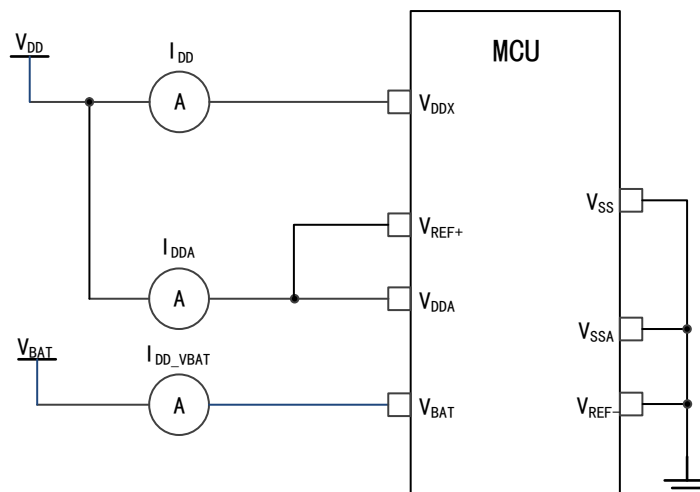 VDD
IDD
MCU
A
VDDX
VSS
VREF+
IDDA
A
VDDA
VSSA
VBAT
IDD_VBAT
A
VBAT
VREF-